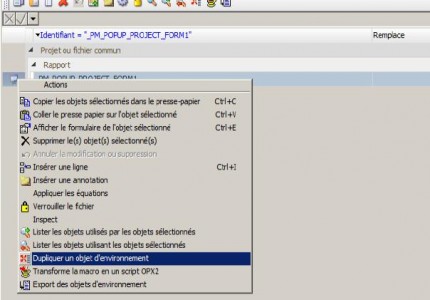 ▾Identifiant = "_PM_POPUP_PROJECT_FORM1" Remplace
Projet ou fichier commun
Rapport
_PM_POPUP_PROJECT_FORM1
Actions
Copier les objets sélectionnés dans le presse-papier Ctrl+C
Coller le presse papier sur l'objet sélectionné Ctrl+V
Afficher le formulaire de l'objet sélectionné Ctrl+E
Supprimer le(s) objet(s) sélectionné(s)
Annuler la modification ou suppression
Insérer une ligne Ctrl+I
Insérer une annotation
Appliquer les équations
Verrouiller le fichier
Inspect
Lister les objets utilisés par les objets sélectionnés
Lister les objets utilisant les objets sélectionnés
Dupliquer un objet d'environnement
Transforme la macro en un script OPX2
Export des objets d'environnement